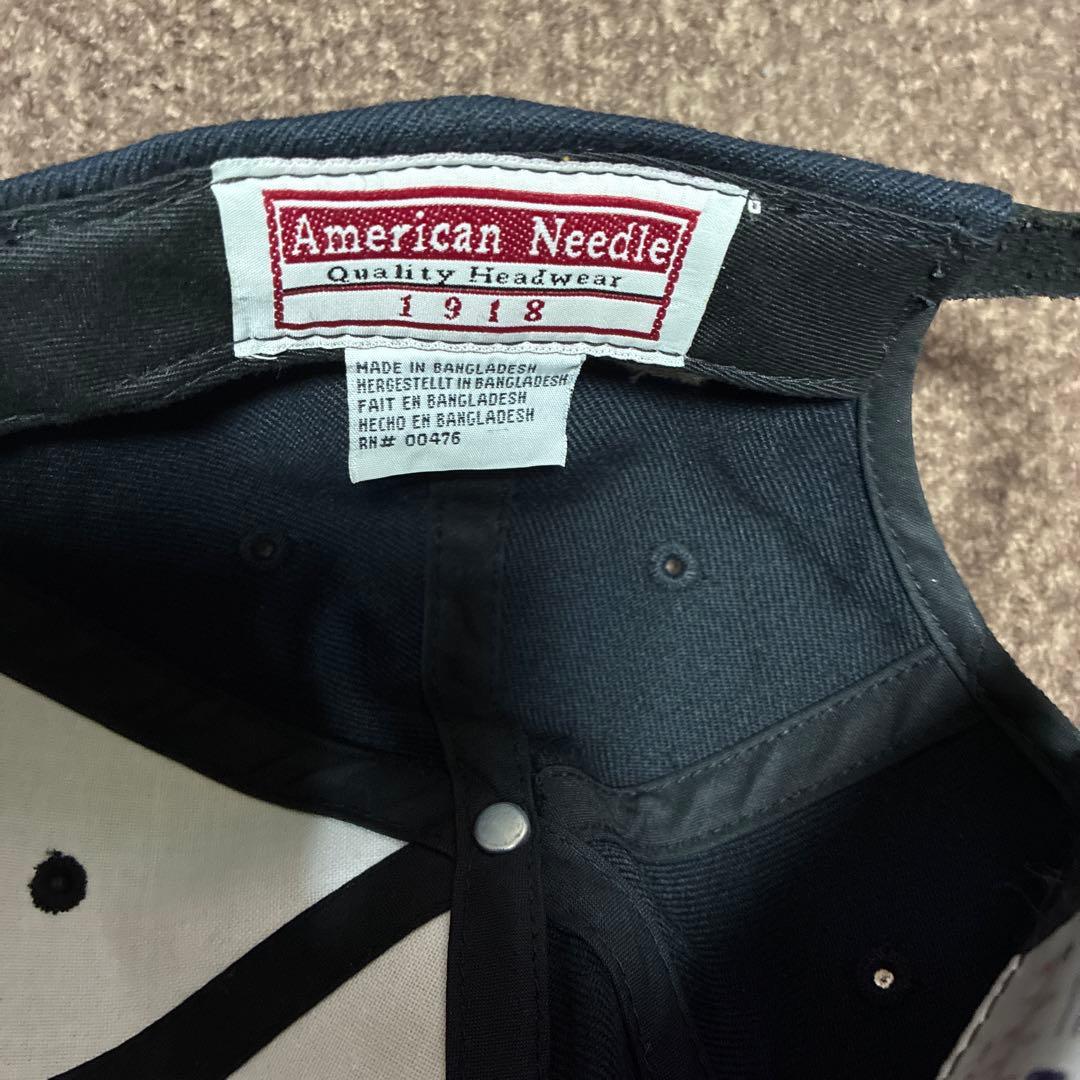 American Needle
Quality Headwear
1918
MADE IN BANGLADESH
HERGESTELLT IN BANGLADESH
FAIT EN BANGLADESH
HECHO EN BANGLADESH
RN# 00476